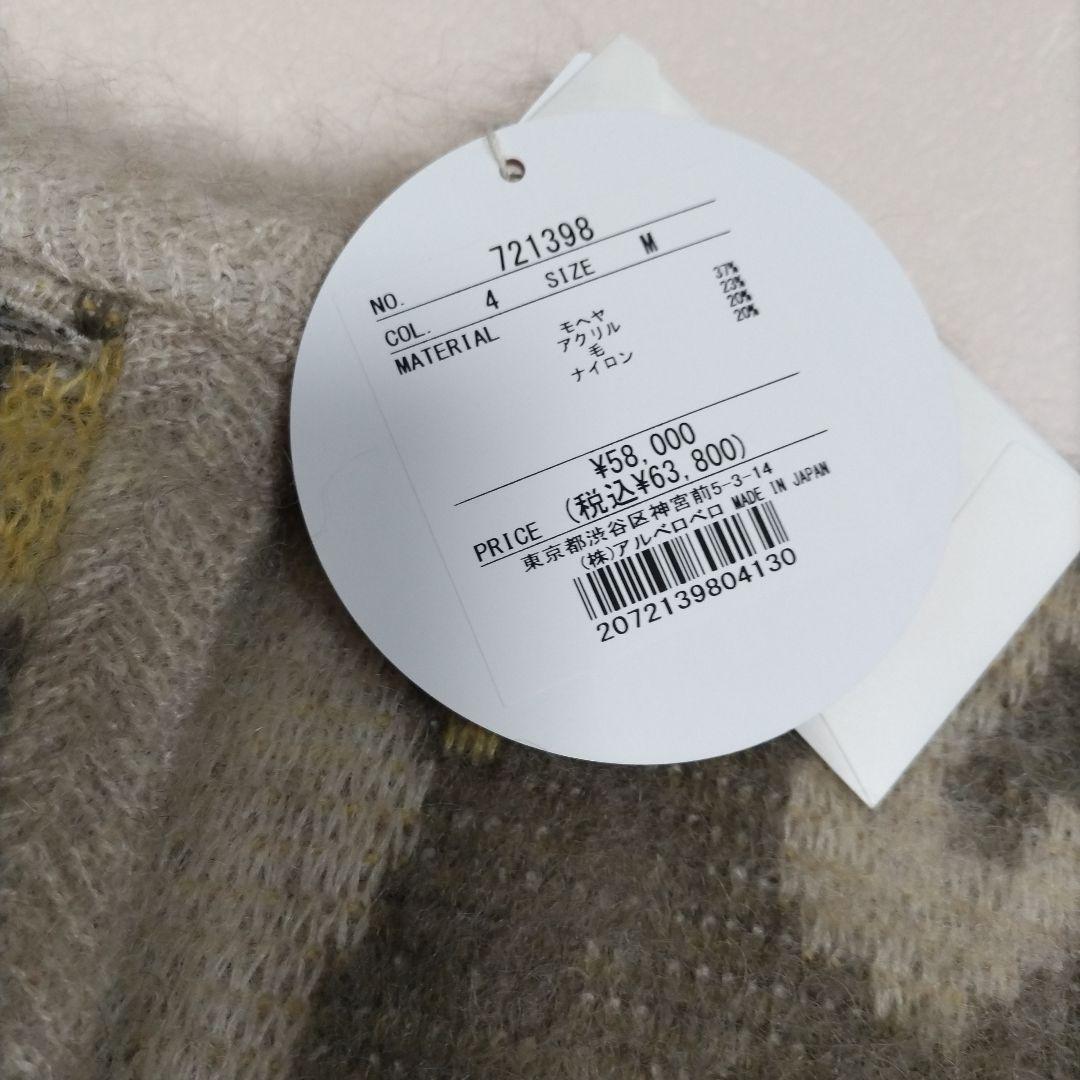 NO. 721398
COL. 4 SIZE M
MATERIAL モヘヤ 37%
アクリル 23%
毛 20%
ナイロン 20%
¥58,000
PRICE (税込¥63,800)
東京都渋谷区神宮前5-3-14
(株)アルベロベロ MADE IN JAPAN
2072139804130